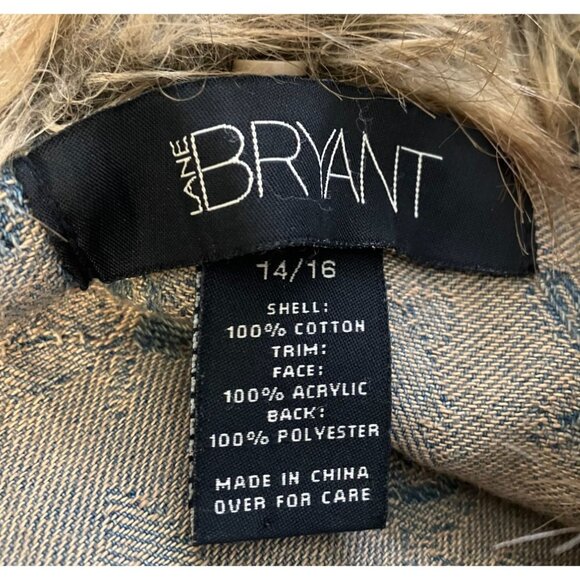 LANE BRYANT
14/16
SHELL:
100% COTTON
TRIM:
FACE:
100% ACRYLIC
BACK:
100% POLYESTER
MADE IN CHINA
OVER FOR CARE